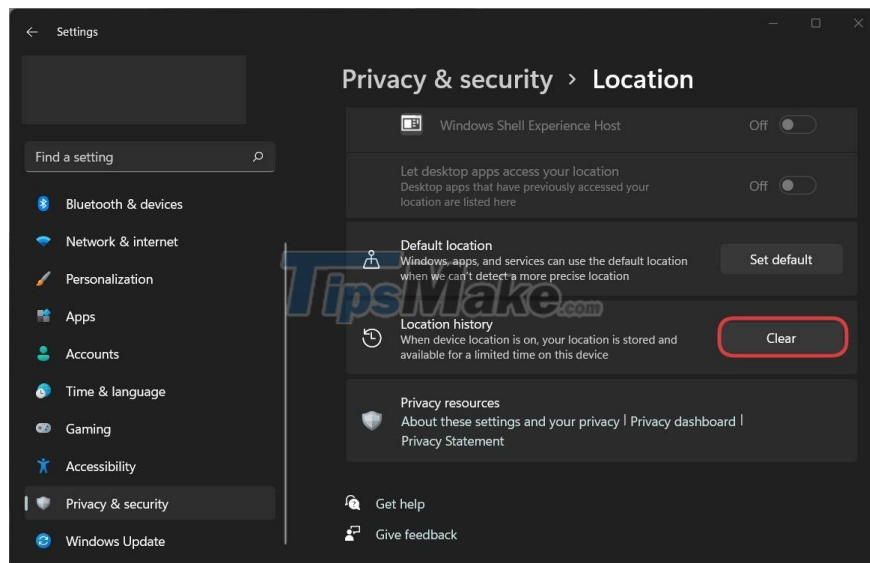 Settings
Privacy & security > Location
Find a setting
Bluetooth & devices
Network & internet
Personalization
Apps
Accounts
Time & language
Gaming
Accessibility
Privacy & security
Windows Update
Windows Shell Experience Host
Off
Let desktop apps access your location
Desktop apps that have previously accessed your
location are listed here
Off
Default location
Windows, apps, and services can use the default location
when we can't detect a more precise location
Set default
TipsMake.com
Location history
When device location is on, your location is stored and
available for a limited time on this device
Clear
Privacy resources
About these settings and your privacy | Privacy dashboard |
Privacy Statement
Get help
Give feedback